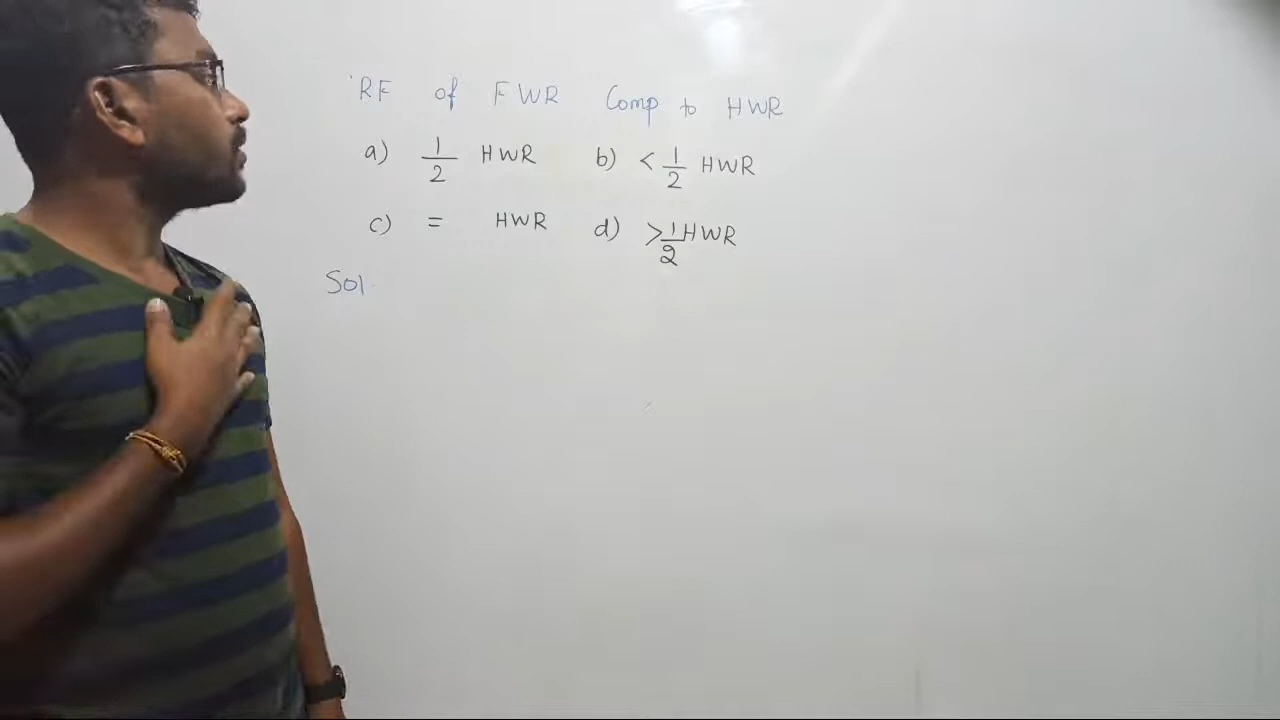 RF of FWR Comp to HWR
a) 1/2 HWR b) < 1/2 HWR
c) = HWR d) > 1/2 HWR
Sol